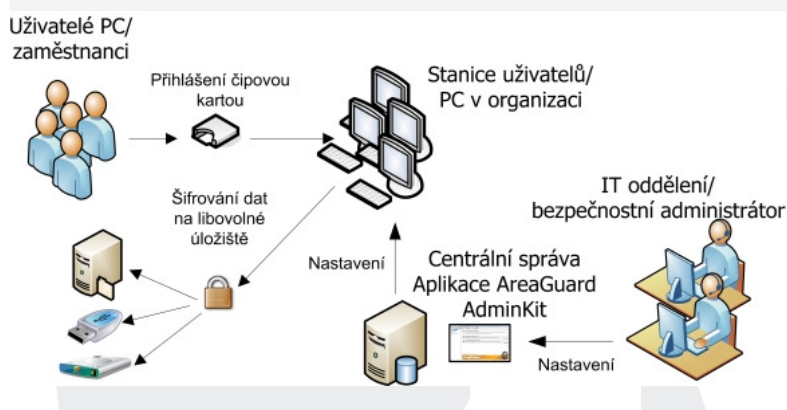 Uživatelé PC/
zaměstnanci
Přihlášení čipovou
kartou
Stanice uživatelů/
PC v organizaci
Šifrování dat
na libovolné
úložiště
IT oddělení/
bezpečnostní administrátor
Nastavení
Centrální správa
Aplikace AreaGuard
AdminKit
Nastavení